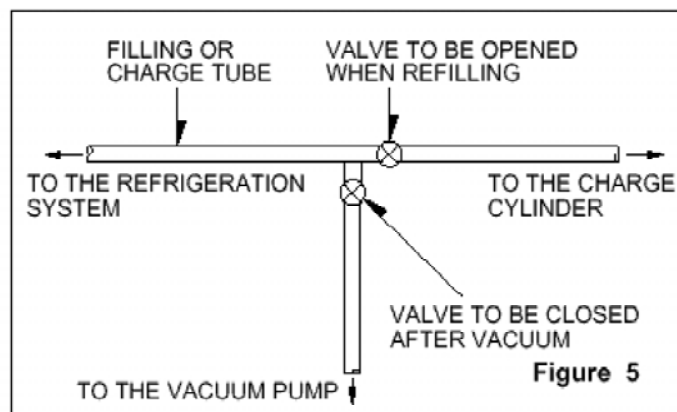 FILLING OR
CHARGE TUBE
VALVE TO BE OPENED
WHEN REFILLING
TO THE REFRIGERATION
SYSTEM
TO THE CHARGE
CYLINDER
VALVE TO BE CLOSED
AFTER VACUUM
Figure 5
TO THE VACUUM PUMP